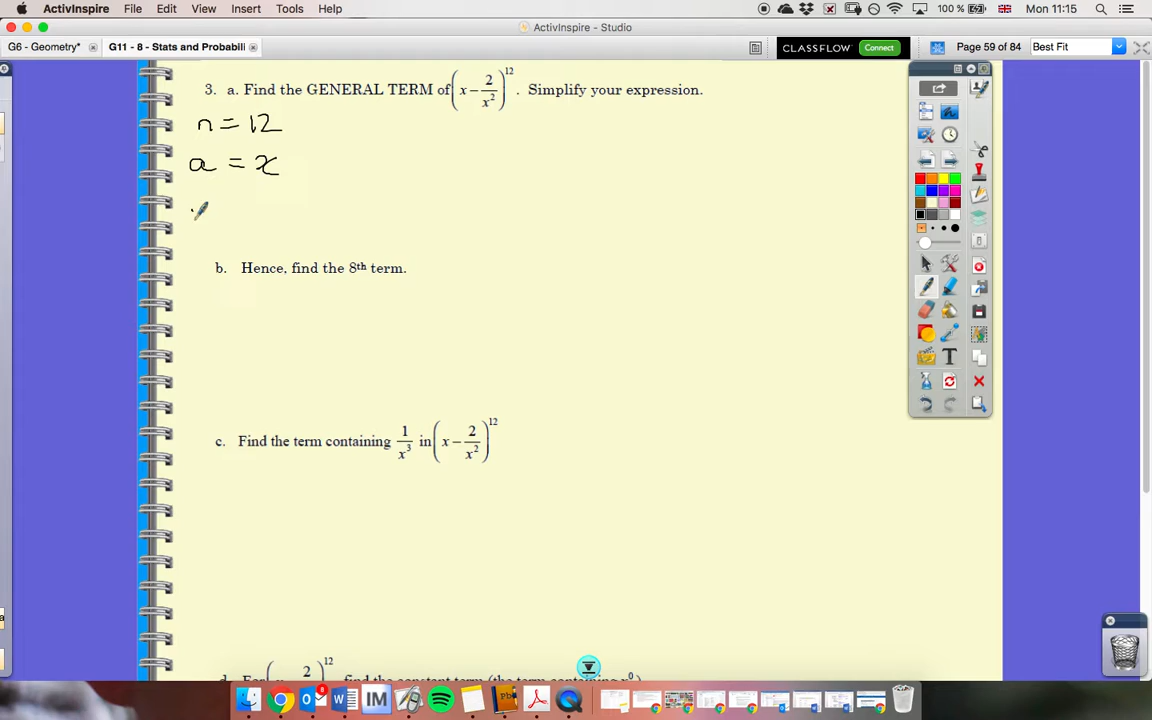 ActivInspire File Edit View Insert Tools Help 100 % Mon 11:15
ActivInspire - Studio
G6 - Geometry* G11 - 8 - Stats and Probabili CLASSFLOW Connect Page 59 of 84 Best Fit
3. a. Find the GENERAL TERM of (x − 2/x²)¹². Simplify your expression.
n = 12
a = x
b. Hence, find the 8th term.
c. Find the term containing 1/x³ in (x − 2/x²)¹²